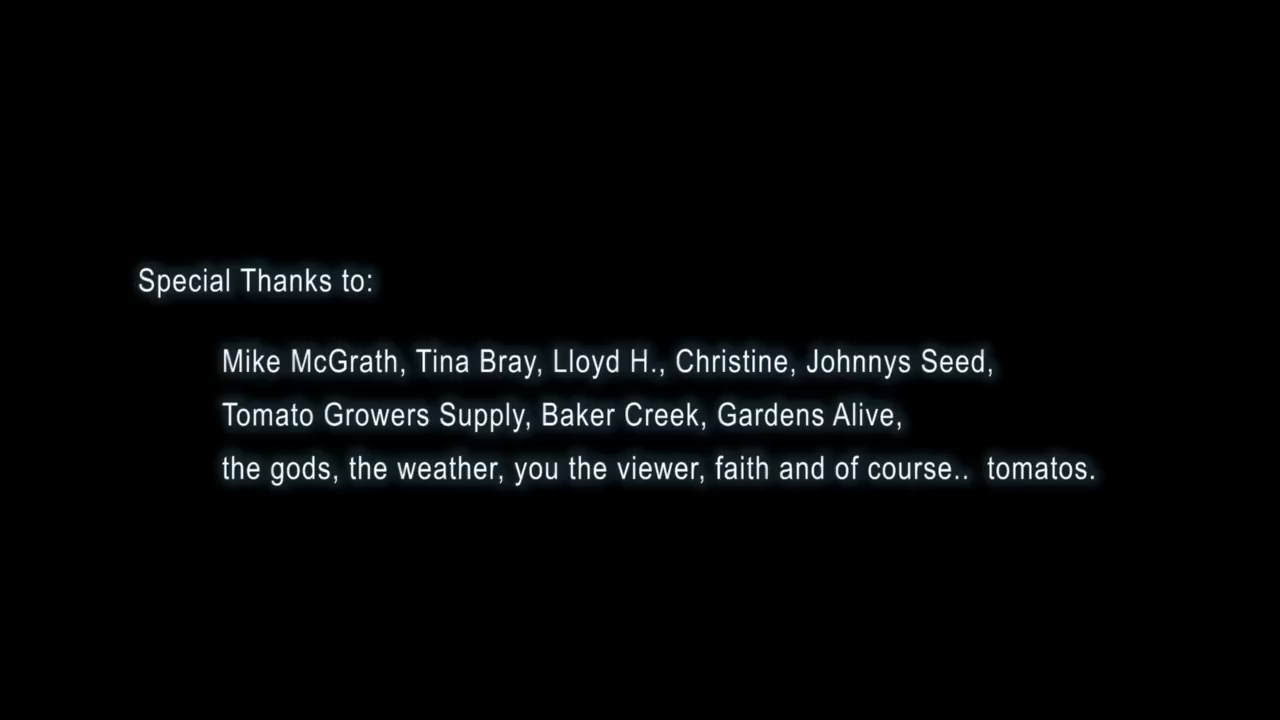 Special Thanks to:
Mike McGrath, Tina Bray, Lloyd H., Christine, Johnnys Seed,
Tomato Growers Supply, Baker Creek, Gardens Alive,
the gods, the weather, you the viewer, faith and of course.. tomatos.